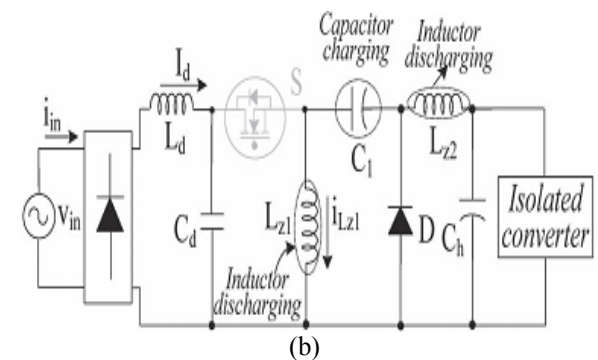 Capacitor
charging
Inductor
discharging
I_d
S
i_in
L_d
C_1
L_z2
v_in
C_d
L_z1
i_Lz1
D
C_h
Isolated
converter
Inductor
discharging
(b)